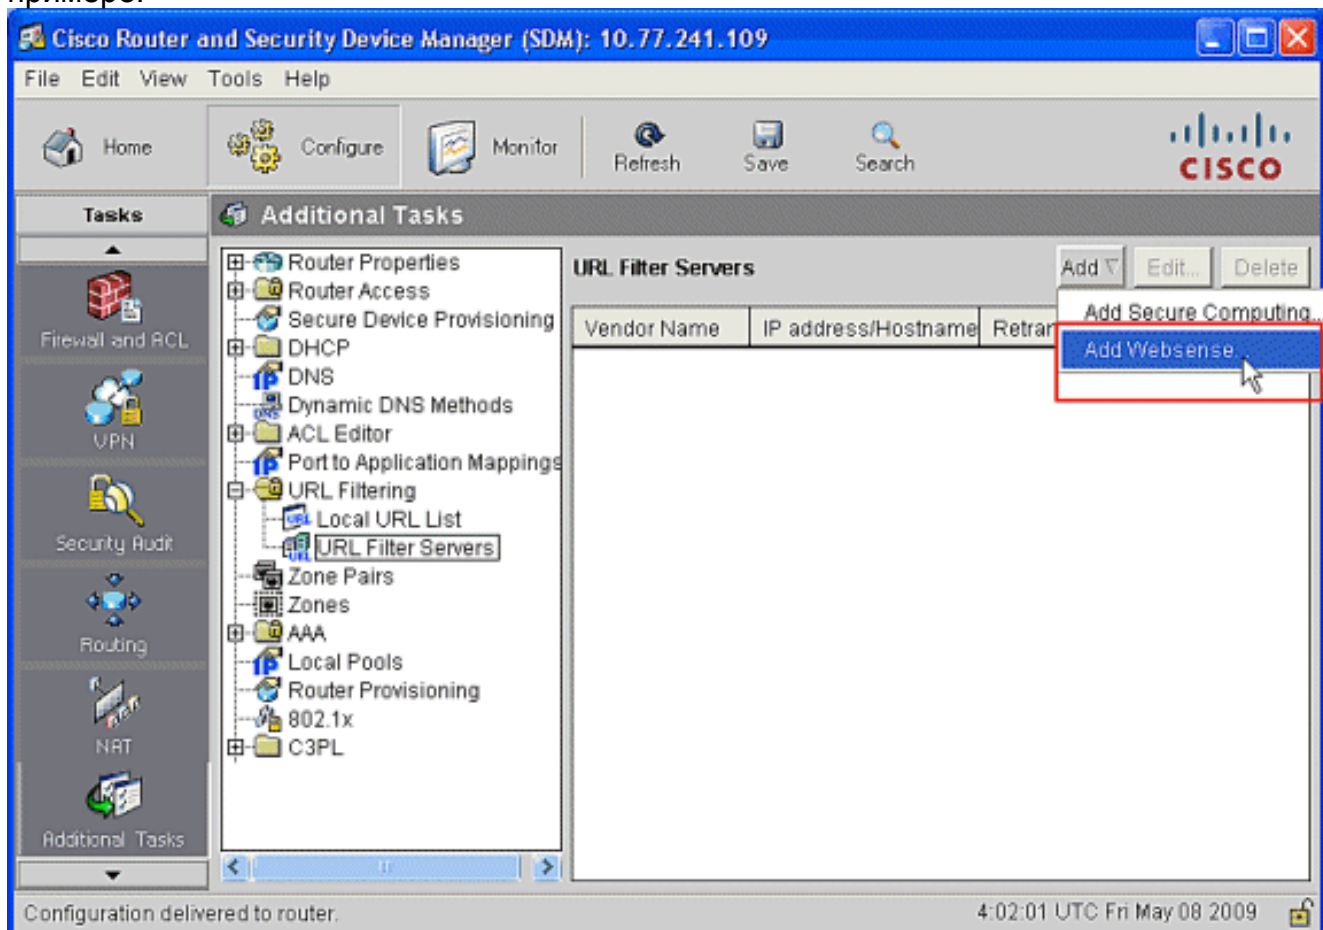 Cisco Router and Security Device Manager (SDM): 10.77.241.109
File Edit View Tools Help
Home Configure Monitor Refresh Save Search
CISCO
Tasks
Additional Tasks
Firewall and ACL
VPN
Security Audit
Routing
NAT
Additional Tasks
Router Properties
Router Access
Secure Device Provisioning
DHCP
DNS
Dynamic DNS Methods
ACL Editor
Port to Application Mappings
URL Filtering
Local URL List
URL Filter Servers
Zone Pairs
Zones
AAA
Local Pools
Router Provisioning
802.1x
C3PL
URL Filter Servers
Add Edit... Delete
Vendor Name IP address/Hostname Retran
Add Secure Computing...
Add Websense...
Configuration delivered to router.
4:02:01 UTC Fri May 08 2009